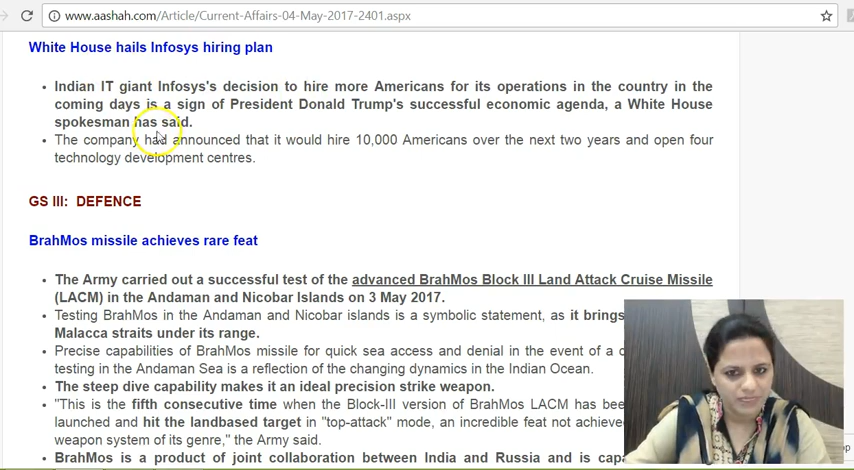 www.aashah.com/Article/Current-Affairs-04-May-2017-2401.aspx
White House hails Infosys hiring plan
• Indian IT giant Infosys's decision to hire more Americans for its operations in the country in the
coming days is a sign of President Donald Trump's successful economic agenda, a White House
spokesman has said.
• The company had announced that it would hire 10,000 Americans over the next two years and open four
technology development centres.
GS III: DEFENCE
BrahMos missile achieves rare feat
• The Army carried out a successful test of the advanced BrahMos Block III Land Attack Cruise Missile
(LACM) in the Andaman and Nicobar Islands on 3 May 2017.
• Testing BrahMos in the Andaman and Nicobar islands is a symbolic statement, as it brings
Malacca straits under its range.
• Precise capabilities of BrahMos missile for quick sea access and denial in the event of a
testing in the Andaman Sea is a reflection of the changing dynamics in the Indian Ocean.
• The steep dive capability makes it an ideal precision strike weapon.
• "This is the fifth consecutive time when the Block-III version of BrahMos LACM has been
launched and hit the landbased target in "top-attack" mode, an incredible feat not achieved
weapon system of its genre," the Army said.
• BrahMos is a product of joint collaboration between India and Russia and is